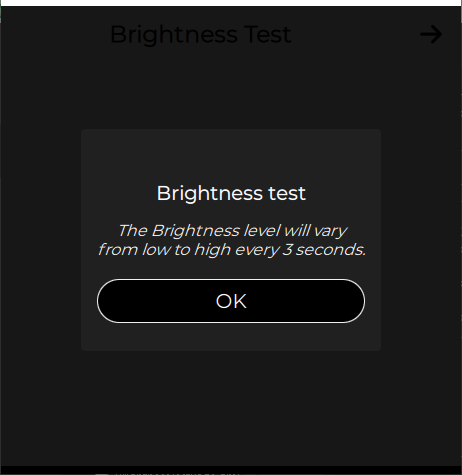 Brightness Test
Brightness test
The Brightness level will vary
from low to high every 3 seconds.
OK